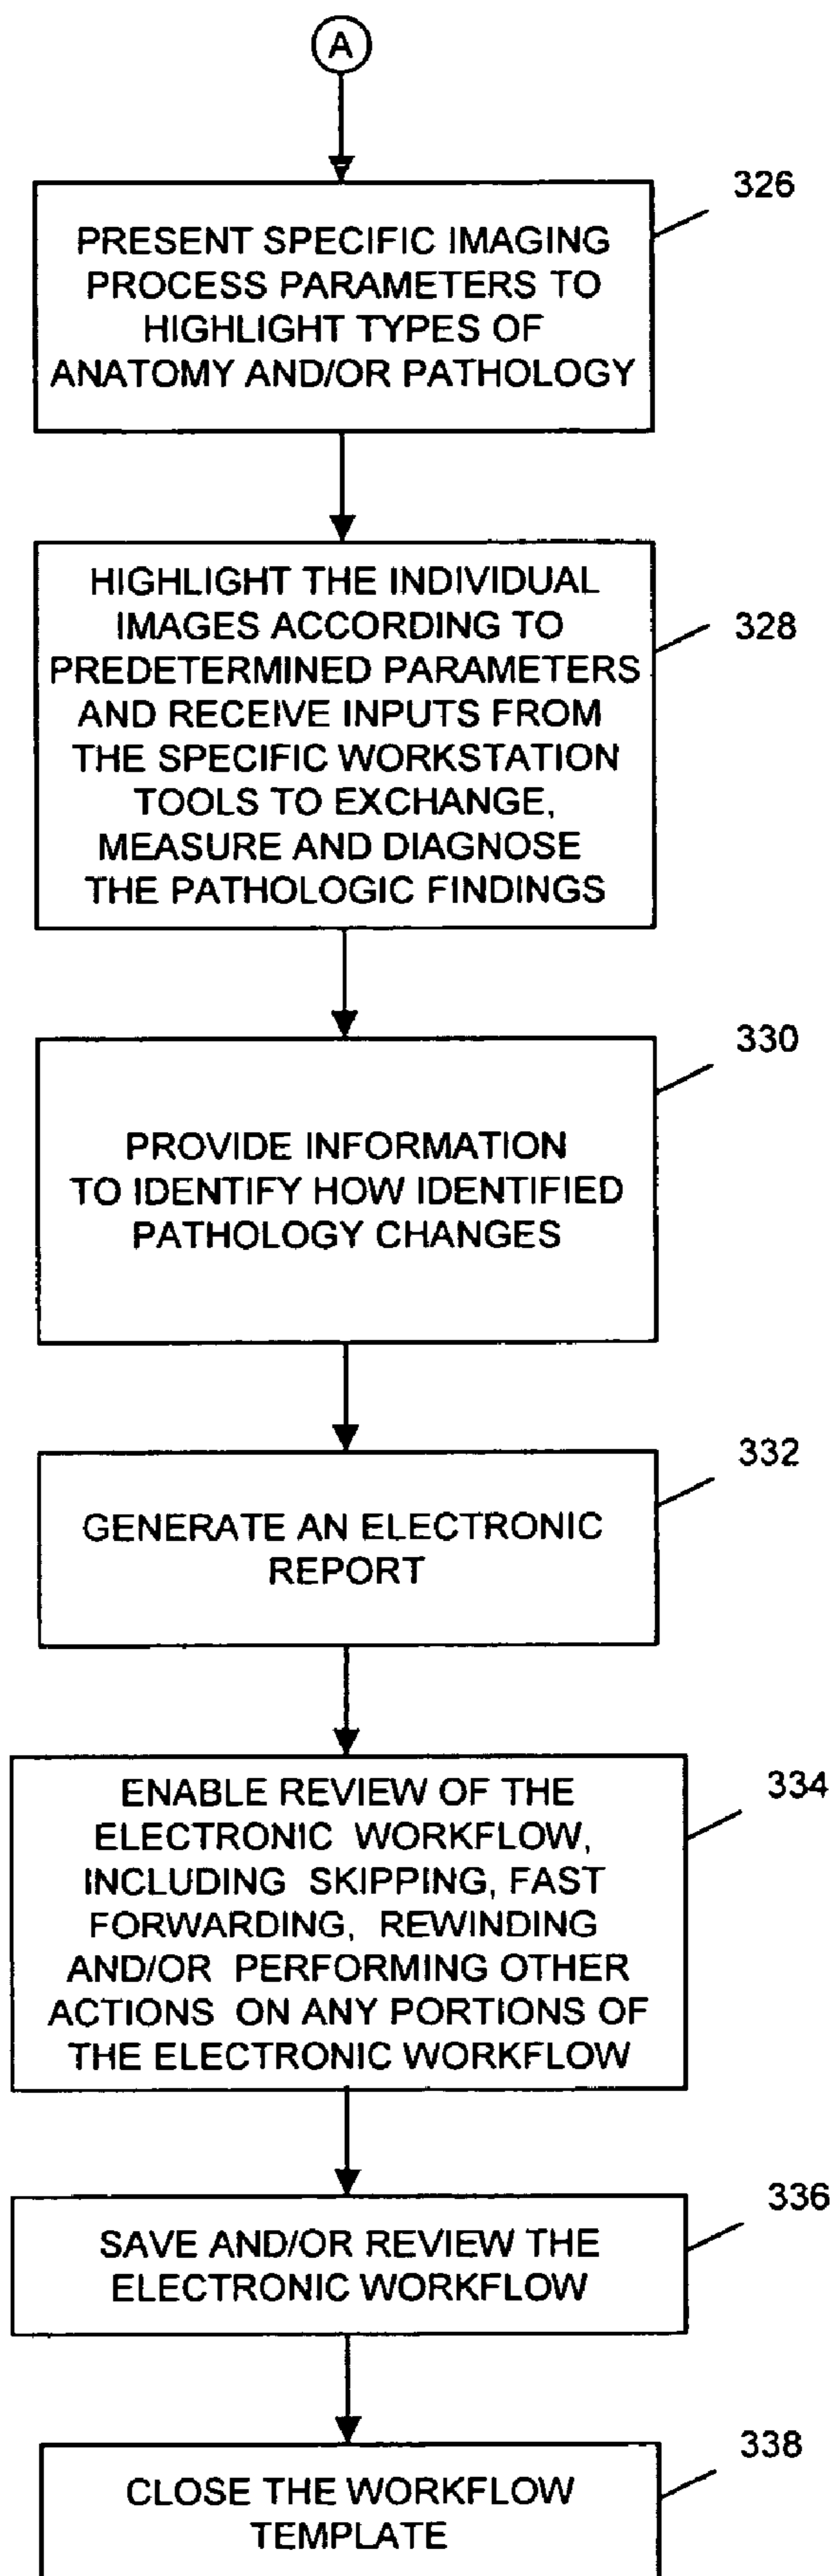 A
326
PRESENT SPECIFIC IMAGING
PROCESS PARAMETERS TO
HIGHLIGHT TYPES OF
ANATOMY AND/OR PATHOLOGY
328
HIGHLIGHT THE INDIVIDUAL
IMAGES ACCORDING TO
PREDETERMINED PARAMETERS
AND RECEIVE INPUTS FROM
THE SPECIFIC WORKSTATION
TOOLS TO EXCHANGE,
MEASURE AND DIAGNOSE
THE PATHOLOGIC FINDINGS
330
PROVIDE INFORMATION
TO IDENTIFY HOW IDENTIFIED
PATHOLOGY CHANGES
332
GENERATE AN ELECTRONIC
REPORT
334
ENABLE REVIEW OF THE
ELECTRONIC WORKFLOW,
INCLUDING SKIPPING, FAST
FORWARDING, REWINDING
AND/OR PERFORMING OTHER
ACTIONS ON ANY PORTIONS OF
THE ELECTRONIC WORKFLOW
336
SAVE AND/OR REVIEW THE
ELECTRONIC WORKFLOW
338
CLOSE THE WORKFLOW
TEMPLATE